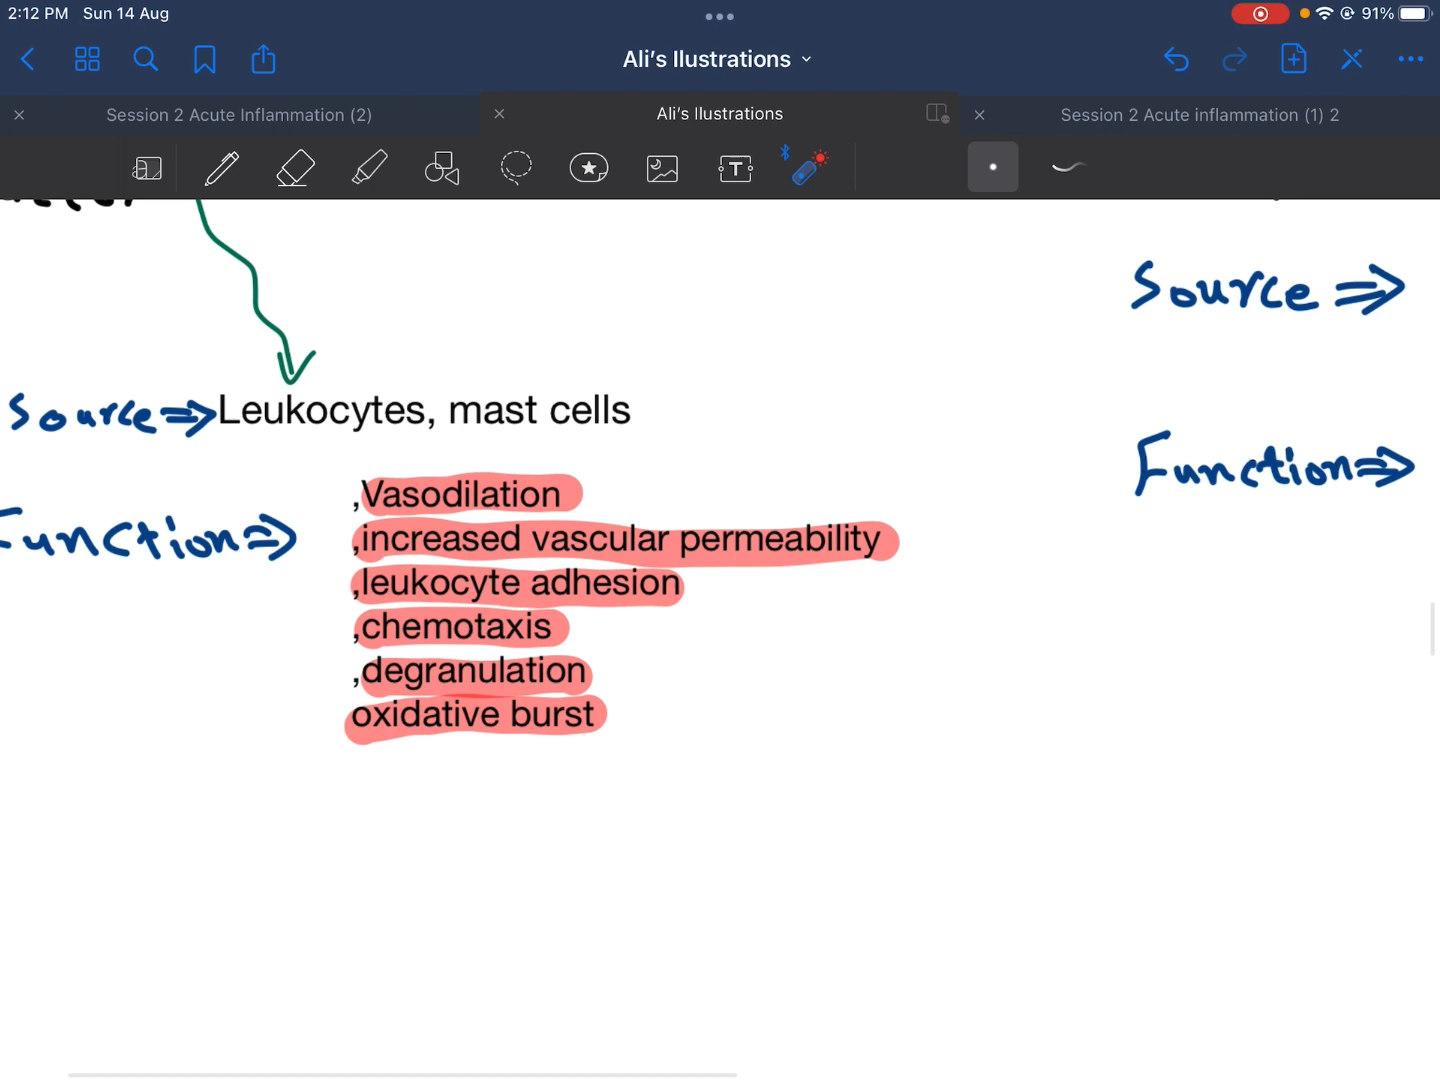 2:12 PM Sun 14 Aug
91%
Ali's Ilustrations
Session 2 Acute Inflammation (2)
Ali's Ilustrations
Session 2 Acute inflammation (1) 2
a
T
Source ⇒
Source ⇒ Leukocytes, mast cells
Function ⇒
,Vasodilation
,increased vascular permeability
Function ⇒
,leukocyte adhesion
,chemotaxis
,degranulation
oxidative burst